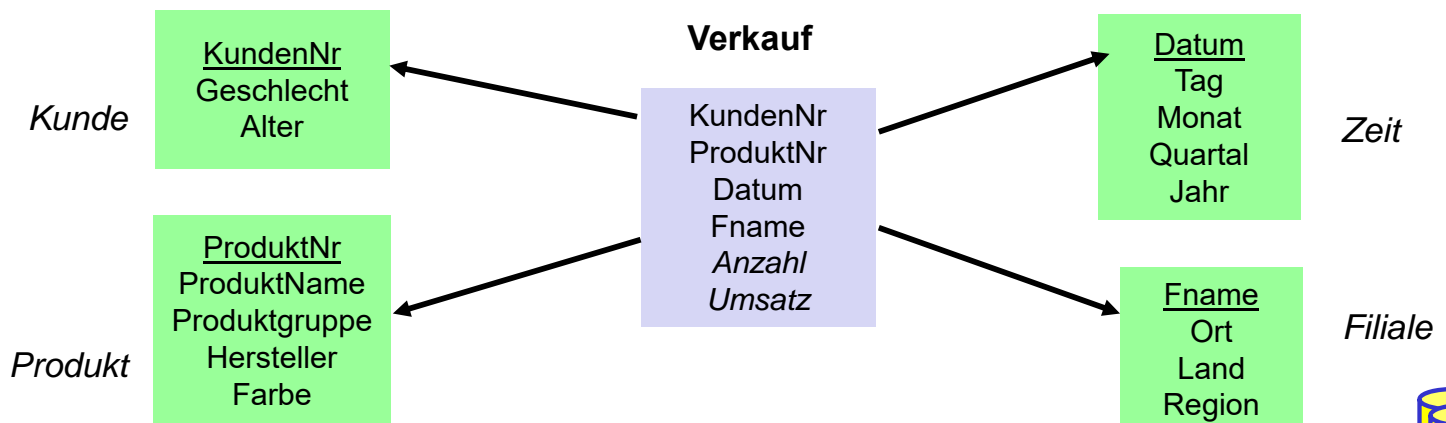 Verkauf
Kunde
KundenNr
Geschlecht
Alter
Produkt
ProduktNr
ProduktName
Produktgruppe
Hersteller
Farbe
KundenNr
ProduktNr
Datum
Fname
Anzahl
Umsatz
Datum
Tag
Monat
Quartal
Jahr
Zeit
Fname
Ort
Land
Region
Filiale